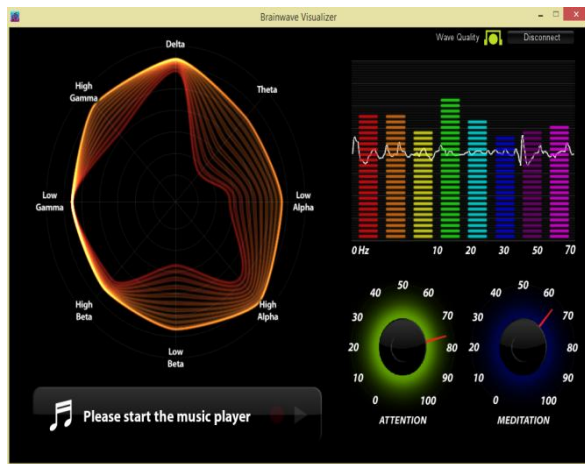 Brainwave Visualizer
Wave Quality
Disconnect
Delta
Theta
Low
Alpha
High
Alpha
Low
Beta
High
Beta
Low
Gamma
High
Gamma
0 Hz 10 20 30 50 70
0 10 20 30 40 50 60 70 80 90 100
ATTENTION
0 10 20 30 40 50 60 70 80 90 100
MEDITATION
Please start the music player